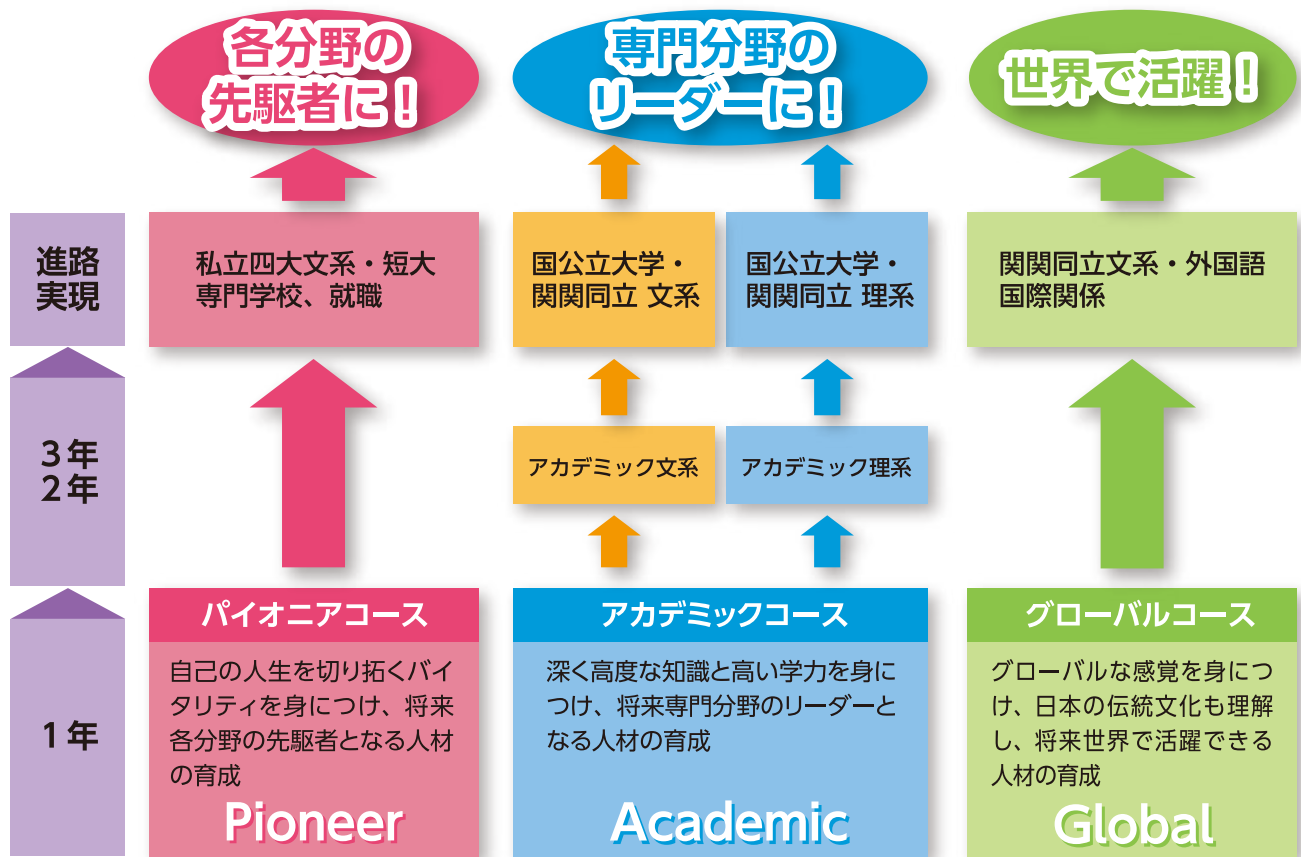 各分野の
先駆者に！
専門分野の
リーダーに！
世界で活躍！
進路
実現
私立四大文系・短大
専門学校、就職
国公立大学・
関関同立 文系
国公立大学・
関関同立 理系
関関同立文系・外国語
国際関係
3年
2年
アカデミック文系
アカデミック理系
1年
パイオニアコース
自己の人生を切り拓くバイ
タリティを身につけ、将来
各分野の先駆者となる人材
の育成
Pioneer
アカデミックコース
深く高度な知識と高い学力を身に
つけ、将来専門分野のリーダーと
なる人材の育成
Academic
グローバルコース
グローバルな感覚を身につ
け、日本の伝統文化も理解
し、将来世界で活躍できる
人材の育成
Global